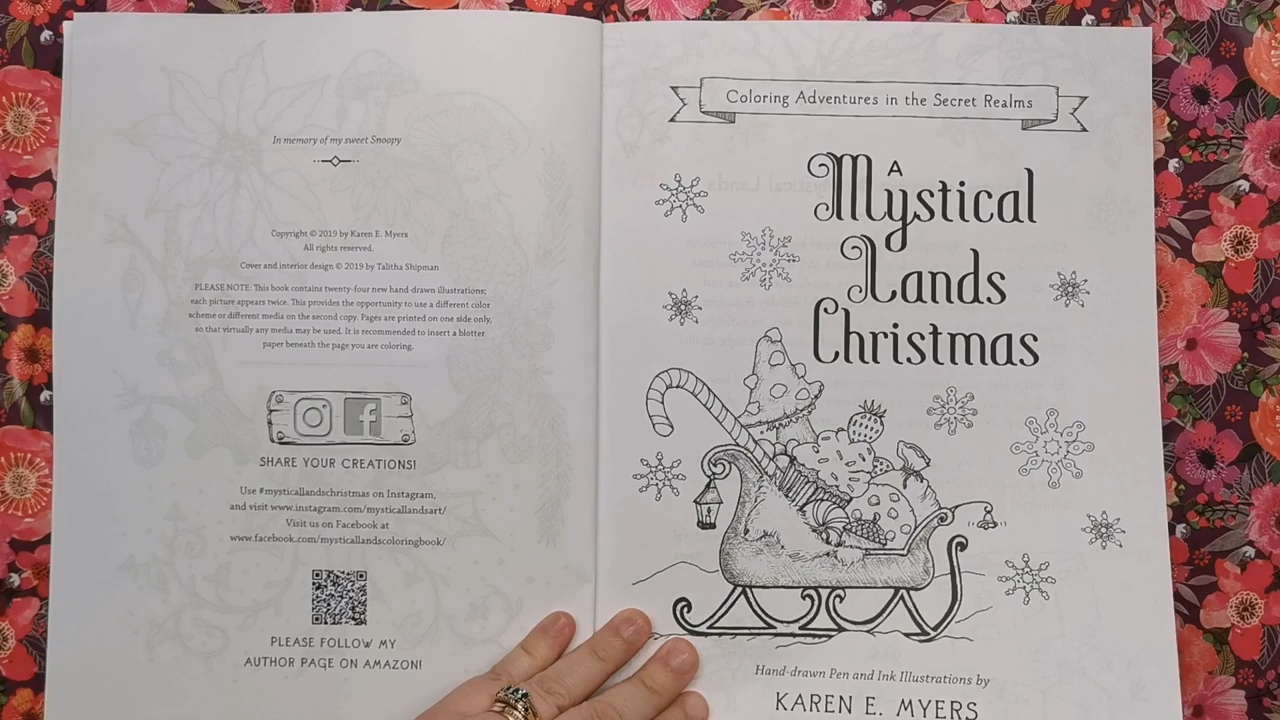 In memory of my sweet Snoopy
Copyright © 2019 by Karen E. Myers
All rights reserved.
Cover and interior design © 2019 by Talitha Shipman
PLEASE NOTE: This book contains twenty-four new hand-drawn illustrations;
each picture appears twice. This provides the opportunity to use a different color
scheme or different media on the second copy. Pages are printed on one side only,
so that virtually any media may be used. It is recommended to insert a blotter
paper beneath the page you are coloring.
SHARE YOUR CREATIONS!
Use #mysticallandschristmas on Instagram,
and visit www.instagram.com/mysticallandsart/
Visit us on Facebook at
www.facebook.com/mysticallandscoloringbook/
PLEASE FOLLOW MY
AUTHOR PAGE ON AMAZON!
Coloring Adventures in the Secret Realms
A
Mystical
Lands
Christmas
Hand-drawn Pen and Ink Illustrations by
KAREN E. MYERS